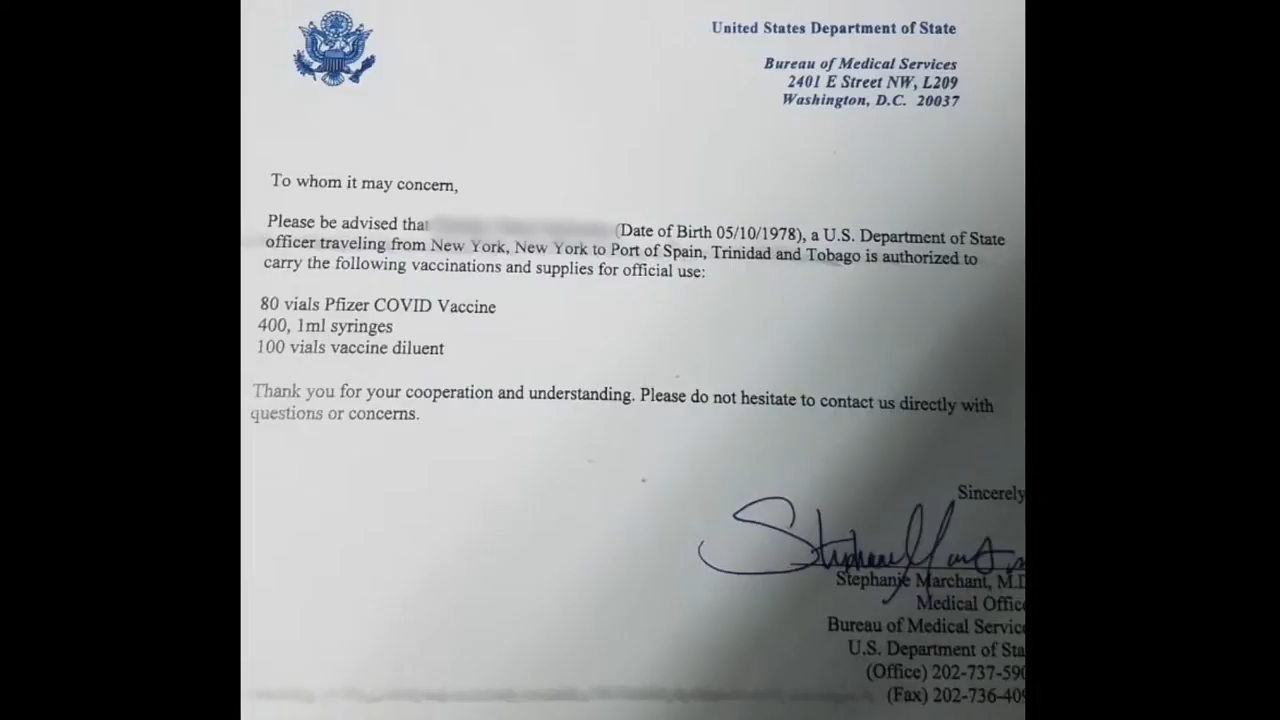 United States Department of State
Bureau of Medical Services
2401 E Street NW, L209
Washington, D.C. 20037
To whom it may concern,
Please be advised that (Date of Birth 05/10/1978), a U.S. Department of State
officer traveling from New York, New York to Port of Spain, Trinidad and Tobago is authorized to
carry the following vaccinations and supplies for official use:
80 vials Pfizer COVID Vaccine
400, 1ml syringes
100 vials vaccine diluent
Thank you for your cooperation and understanding. Please do not hesitate to contact us directly with
questions or concerns.
Sincerely
Stephanie Marchant, M.D
Medical Office
Bureau of Medical Service
U.S. Department of Sta
(Office) 202-737-590
(Fax) 202-736-409